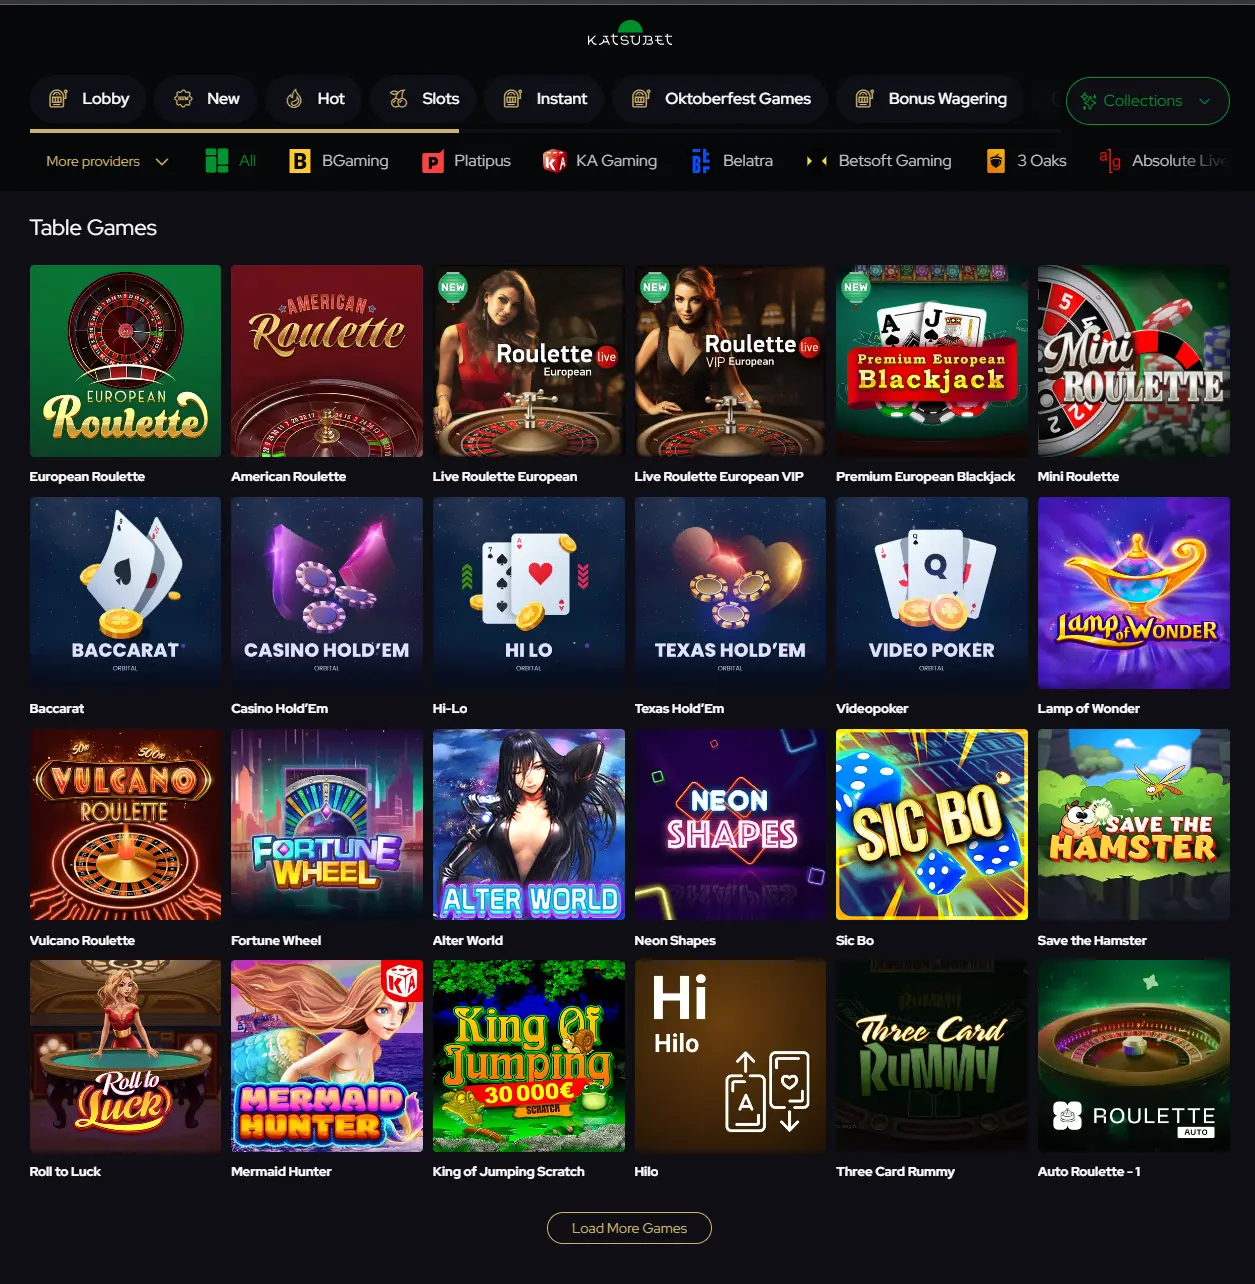 KATSUBET
Lobby
New
Hot
Slots
Instant
Oktoberfest Games
Bonus Wagering
Collections
More providers
All
BGaming
Platipus
KA Gaming
Belatra
Betsoft Gaming
3 Oaks
Absolute Live
Table Games
EUROPEAN
Roulette
AMERICAN
Roulette
NEW
Roulette live
European
NEW
Roulette live
VIP European
NEW
A J
Premium European
Blackjack
Mini
ROULETTE
European Roulette
American Roulette
Live Roulette European
Live Roulette European VIP
Premium European Blackjack
Mini Roulette
BACCARAT
ORBITAL
CASINO HOLD'EM
ORBITAL
HI LO
ORBITAL
TEXAS HOLD'EM
ORBITAL
Q
VIDEO POKER
ORBITAL
LAMP of WONDER
Baccarat
Casino Hold'Em
Hi-Lo
Texas Hold'Em
Videopoker
Lamp of Wonder
50x 500x
VULCANO
ROULETTE
FORTUNE
WHEEL
ALTER WORLD
NEON
SHAPES
SIC BO
SAVE THE
HAMSTER
Vulcano Roulette
Fortune Wheel
Alter World
Neon Shapes
Sic Bo
Save the Hamster
Roll to
Luck
KA
MERMAID
HUNTER
King Of
Jumping
30 000€
SCRATCH
Hi
Hilo
A
Three Card
RUMMY
ROULETTE
AUTO
Roll to Luck
Mermaid Hunter
King of Jumping Scratch
Hilo
Three Card Rummy
Auto Roulette - 1
Load More Games